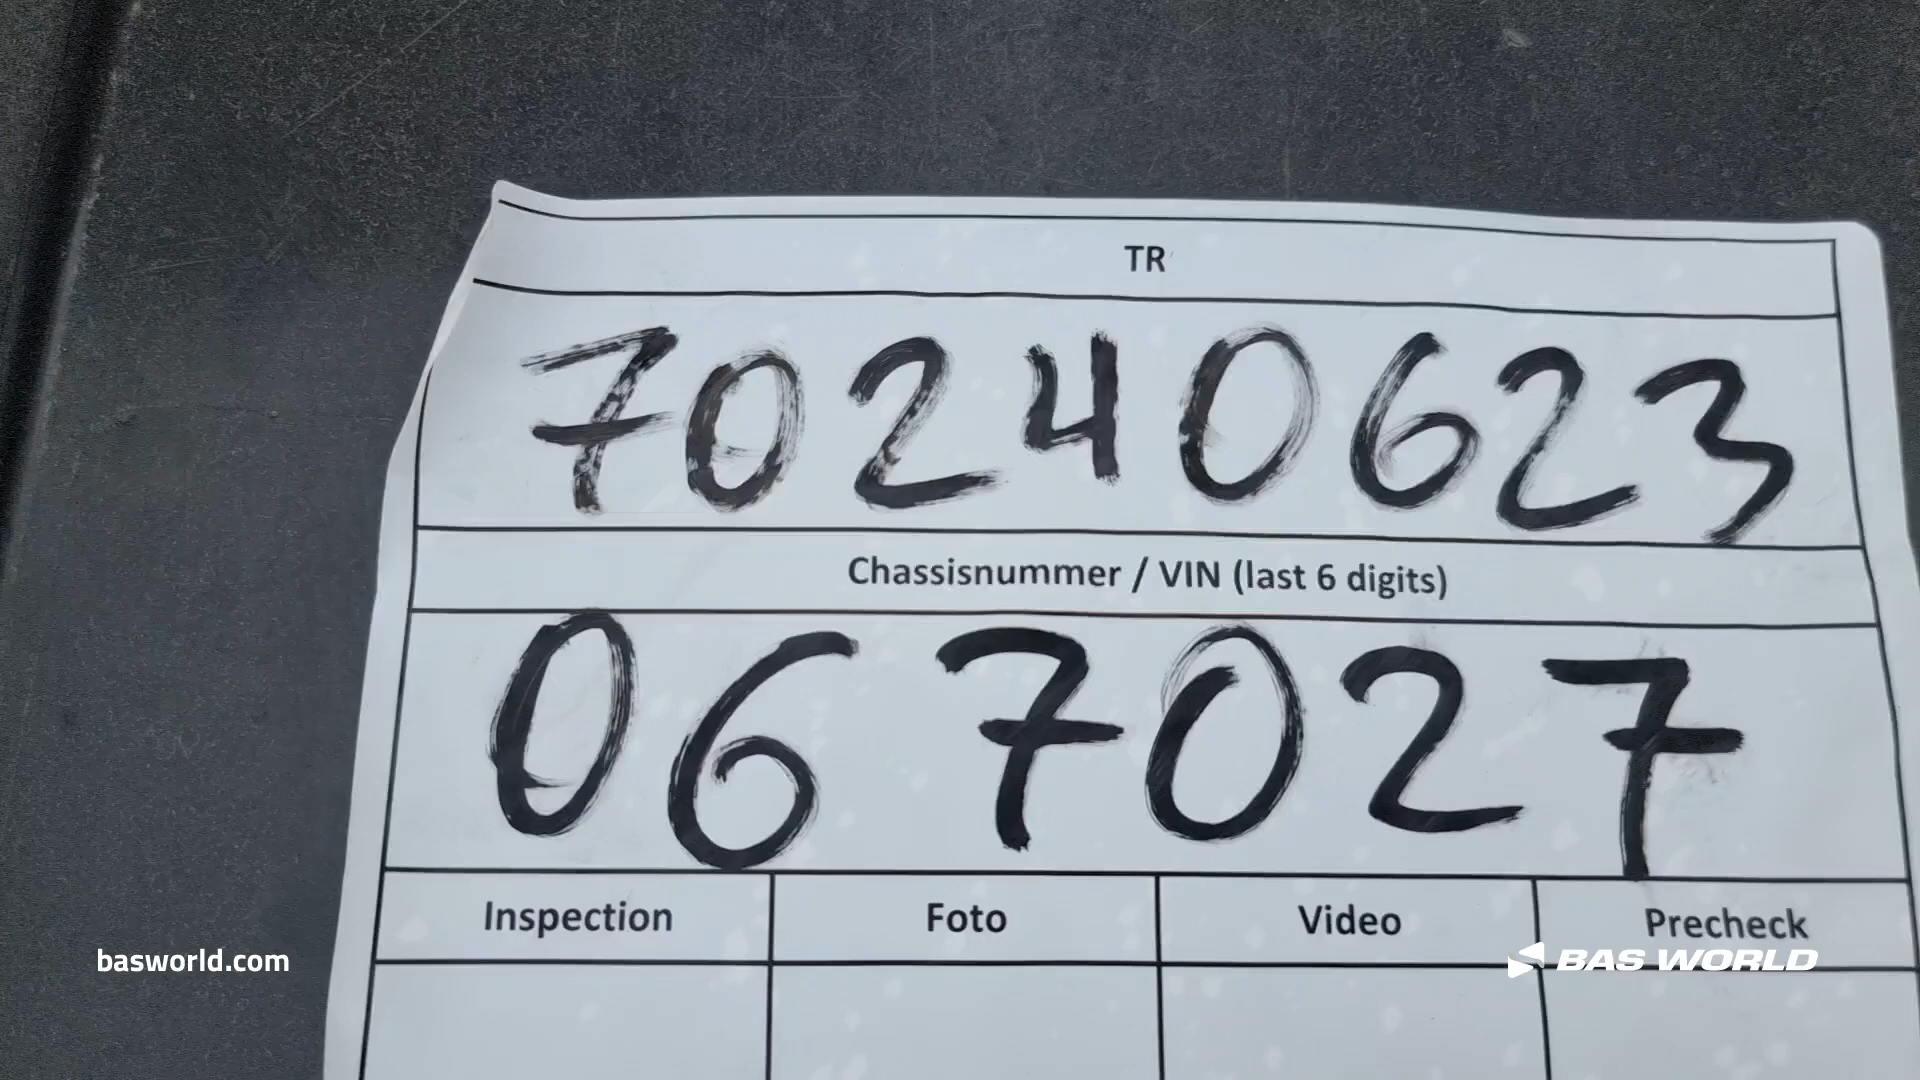 TR
70240623
Chassisnummer / VIN (last 6 digits)
067027
Inspection Foto Video Precheck
basworld.com BAS WORLD